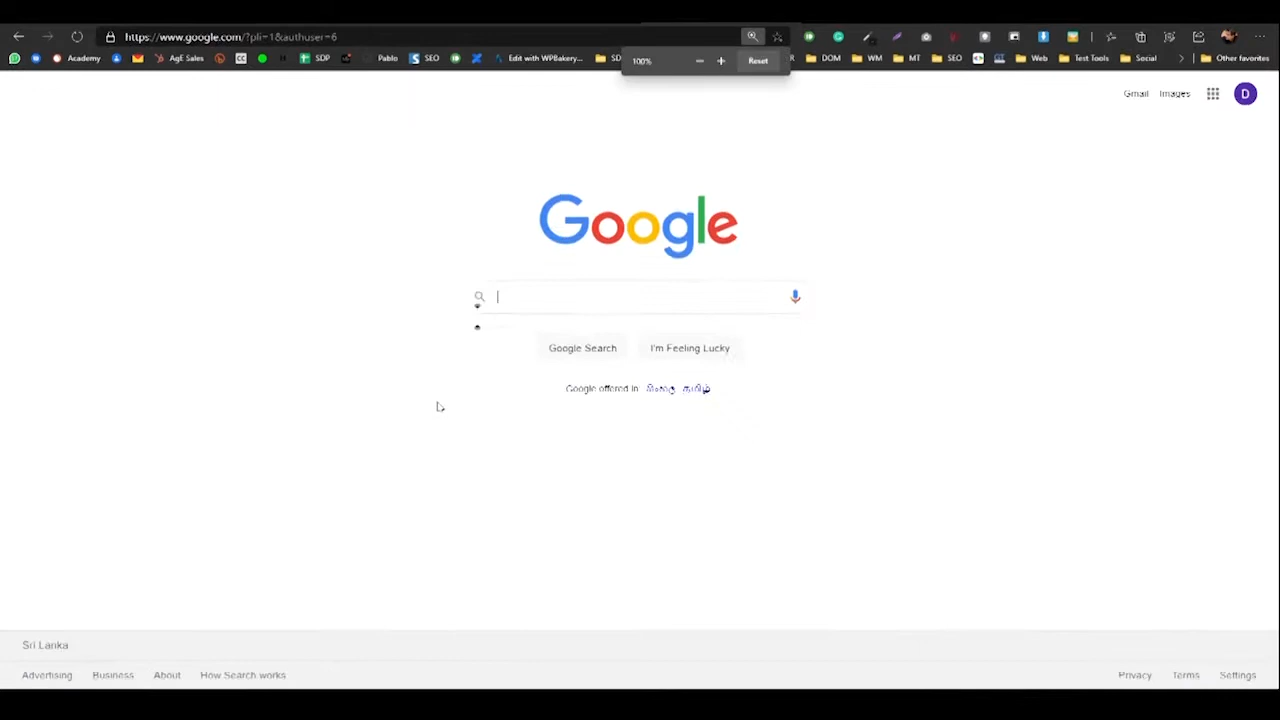 https://www.google.com/?pli=1&authuser=6
Academy AgE Sales SDP Pablo SEO Edit with WPBakery... DOM WM MT SEO Web Test Tools Social Other favorites
100% Reset
Gmail Images D
Google
Google Search I'm Feeling Lucky
Google offered in: සිංහල தமிழ்
Sri Lanka
Advertising Business About How Search works Privacy Terms Settings